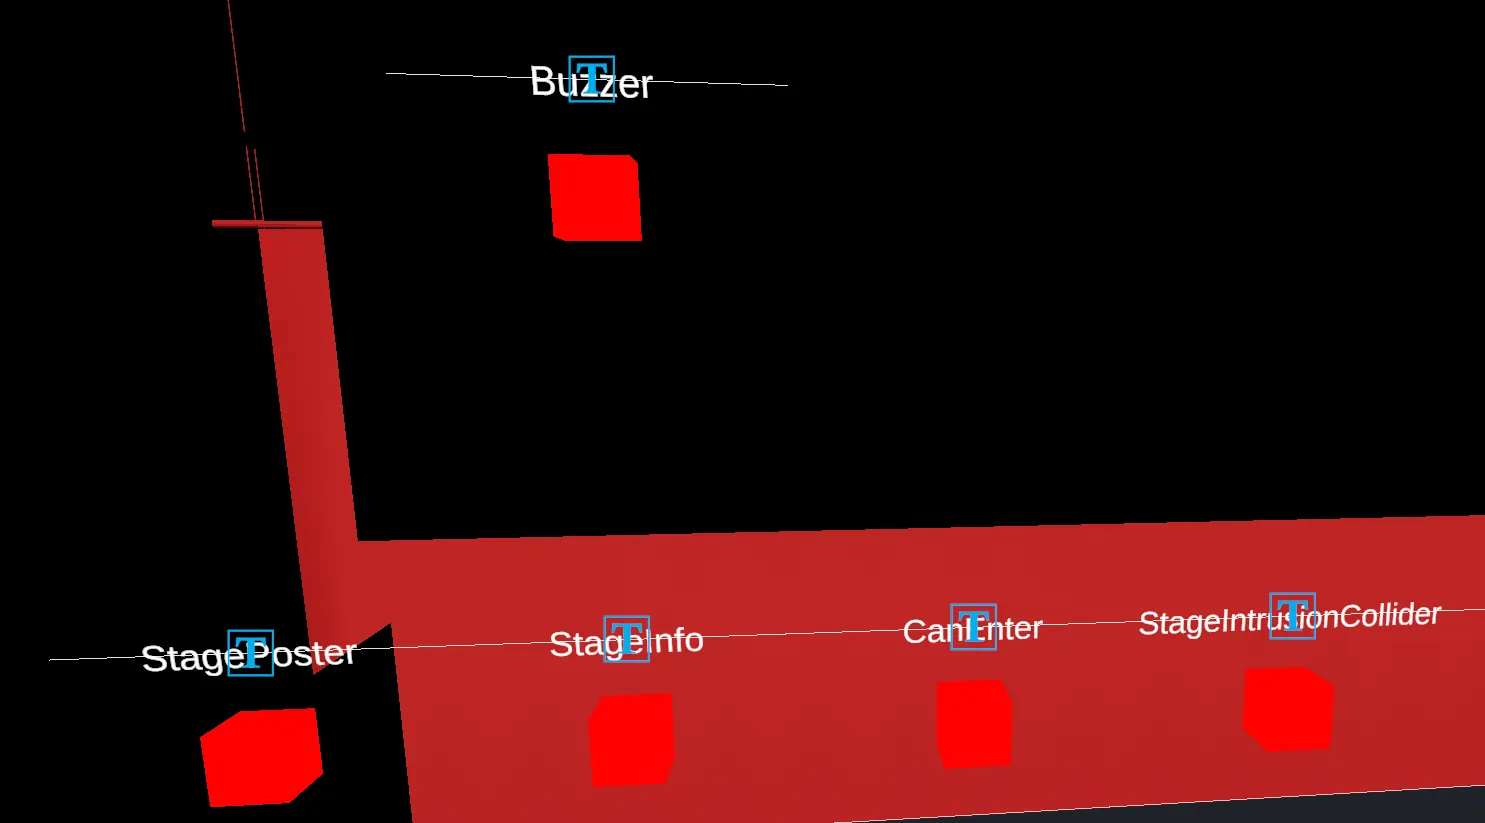 Buzzer
StagePoster
StageInfo
CanEnter
StageIntrusionCollider